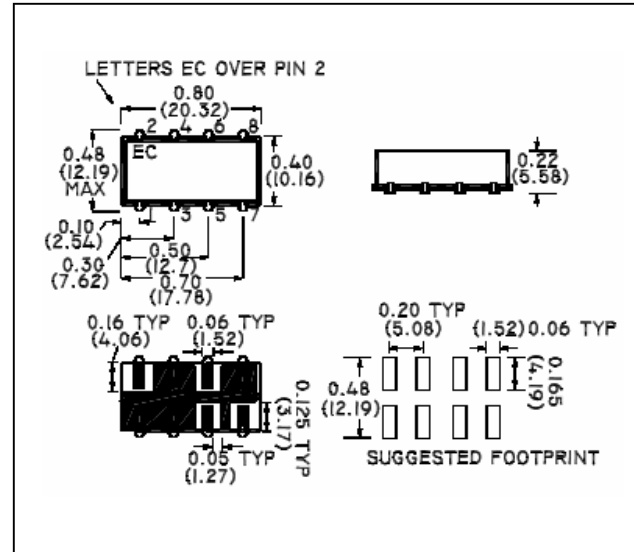 LETTERS EC OVER PIN 2
0.80
(20.32)
2 4 6 8
EC
0.48
(12.19)
MAX
0.40
(10.16)
0.22
(5.58)
3 5 7
0.10
(2.54)
0.30
(7.62)
0.50
(12.7)
0.70
(17.78)
0.16 TYP
(4.06)
0.06 TYP
(1.52)
0.125 TYP
(3.17)
0.05 TYP
(1.27)
0.20 TYP
(5.08)
(1.52) 0.06 TYP
0.165
(4.19)
0.48
(12.19)
SUGGESTED FOOTPRINT